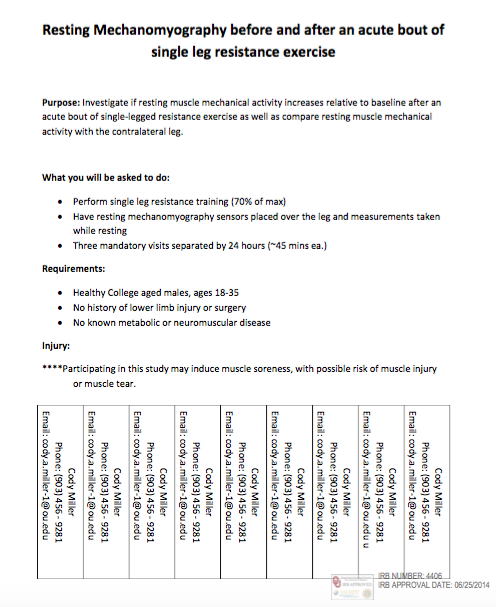 Resting Mechanomyography before and after an acute bout of
single leg resistance exercise
Purpose: Investigate if resting muscle mechanical activity increases relative to baseline after an
acute bout of single-legged resistance exercise as well as compare resting muscle mechanical
activity with the contralateral leg.
What you will be asked to do:
• Perform single leg resistance training (70% of max)
• Have resting mechanomyography sensors placed over the leg and measurements taken
while resting
• Three mandatory visits separated by 24 hours (~45 mins ea.)
Requirements:
• Healthy College aged males, ages 18-35
• No history of lower limb injury or surgery
• No known metabolic or neuromuscular disease
Injury:
****Participating in this study may induce muscle soreness, with possible risk of muscle injury
or muscle tear.
Cody Miller
Phone: (903) 456 - 9281
Email: cody.a.miller-1@ou.edu
Cody Miller
Phone: (903) 456 - 9281
Email: cody.a.miller-1@ou.edu
Cody Miller
Phone: (903) 456 - 9281
Email: cody.a.miller-1@ou.edu
Cody Miller
Phone: (903) 456 - 9281
Email: cody.a.miller-1@ou.edu
Cody Miller
Phone: (903) 456 - 9281
Email: cody.a.miller-1@ou.edu
Cody Miller
Phone: (903) 456 - 9281
Email: cody.a.miller-1@ou.edu
Cody Miller
Phone: (903) 456 - 9281
Email: cody.a.miller-1@ou.edu
Cody Miller
Phone: (903) 456 - 9281
Email: cody.a.miller-1@ou.edu u
Cody Miller
Phone: (903) 456 - 9281
Email: cody.a.miller-1@ou.edu
IRB NUMBER: 4406
IRB APPROVAL DATE: 06/25/2014